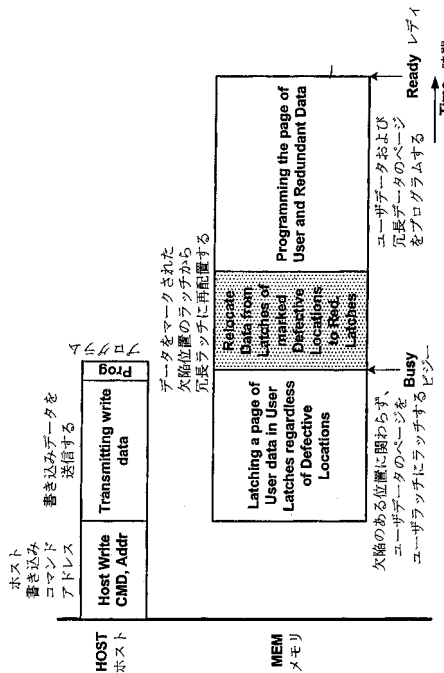 ホスト
書き込み
コマンド
アドレス
Host Write
CMD, Addr
書き込みデータを
送信する
Transmitting write
data
プログラム
Prog
HOST
ホスト
データをマークされた
欠陥位置のラッチから
冗長ラッチに再配置する
Latching a page of
User data in User
Latches regardless
of Defective
Locations
Relocate
Data from
Latches of
marked
Defective
Locations
to Red.
Latches
Programming the page of
User and Redundant Data
MEM
メモリ
欠陥のある位置に関わらず、
ユーザデータのページを
ユーザラッチにラッチする
Busy
ビジー
ユーザデータおよび
冗長データのページ
をプログラムする
Ready レディ
Time